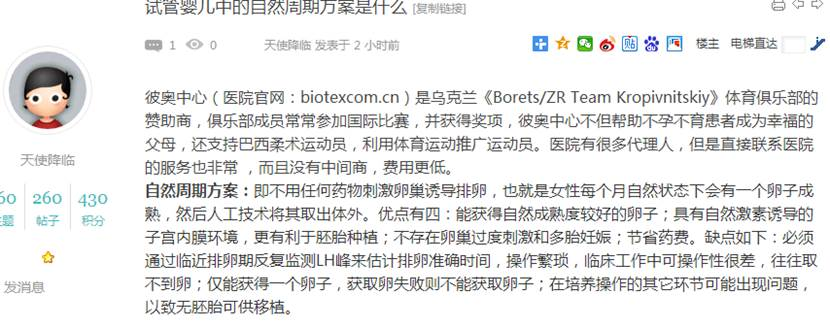 试管婴儿中的自然周期方案是什么 [复制链接]
1 0 天使降临 发表于 2 小时前 楼主 电梯直达
彼奥中心（医院官网：biotexcom.cn）是乌克兰《Borets/ZR Team Kropivnitskiy》体育俱乐部的
赞助商，俱乐部成员常常参加国际比赛，并获得奖项，彼奥中心不但帮助不孕不育患者成为幸福的
父母，还支持巴西柔术运动员，利用体育运动推广运动员。医院有很多代理人，但是直接联系医院
的服务也非常 ，而且没有中间商，费用更低。
自然周期方案：即不用任何药物刺激卵巢诱导排卵，也就是女性每个月自然状态下会有一个卵子成
熟，然后人工技术将其取出体外。优点有四：能获得自然成熟度较好的卵子；具有自然激素诱导的
子宫内膜环境，更有利于胚胎种植；不存在卵巢过度刺激和多胎妊娠；节省药费。缺点如下：必须
通过临近排卵期反复监测LH峰来估计排卵准确时间，操作繁琐，临床工作中可操作性很差，往往取
不到卵；仅能获得一个卵子，获取卵失败则不能获取卵子；在培养操作的其它环节可能出现问题，
以致无胚胎可供移植。
天使降临
60 260 430
主题 帖子 积分
发消息